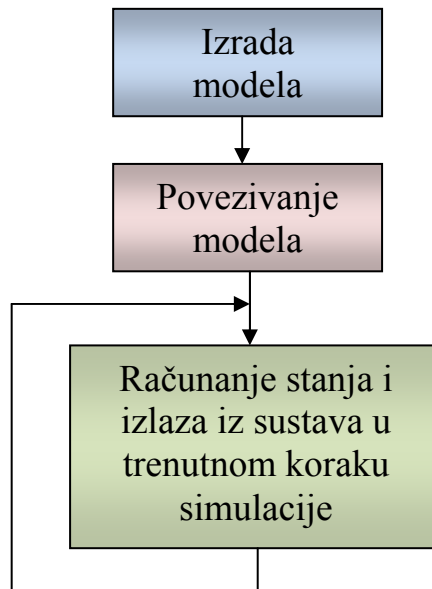 Izrada
modela
Povezivanje
modela
Računanje stanja i
izlaza iz sustava u
trenutnom koraku
simulacije